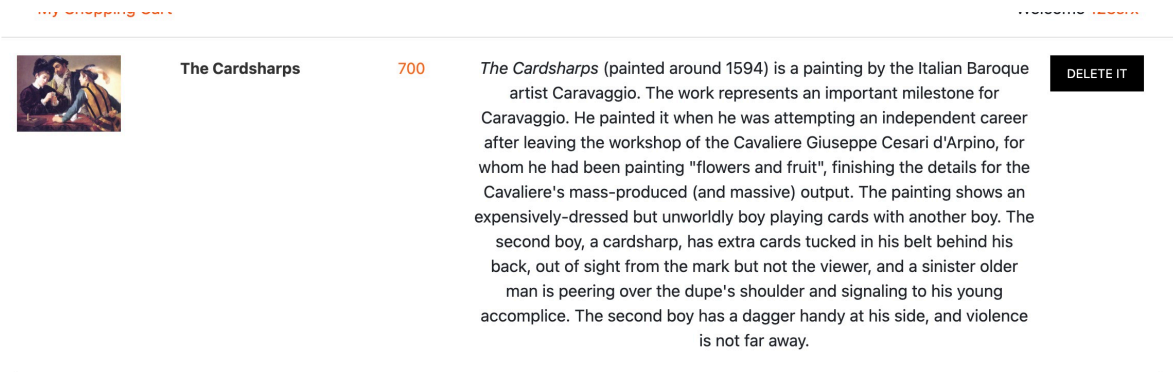 My Shopping Cart
Welcome
The Cardsharps
700
The Cardsharps (painted around 1594) is a painting by the Italian Baroque
artist Caravaggio. The work represents an important milestone for
Caravaggio. He painted it when he was attempting an independent career
after leaving the workshop of the Cavaliere Giuseppe Cesari d'Arpino, for
whom he had been painting "flowers and fruit", finishing the details for the
Cavaliere's mass-produced (and massive) output. The painting shows an
expensively-dressed but unworldly boy playing cards with another boy. The
second boy, a cardsharp, has extra cards tucked in his belt behind his
back, out of sight from the mark but not the viewer, and a sinister older
man is peering over the dupe's shoulder and signaling to his young
accomplice. The second boy has a dagger handy at his side, and violence
is not far away.
DELETE IT